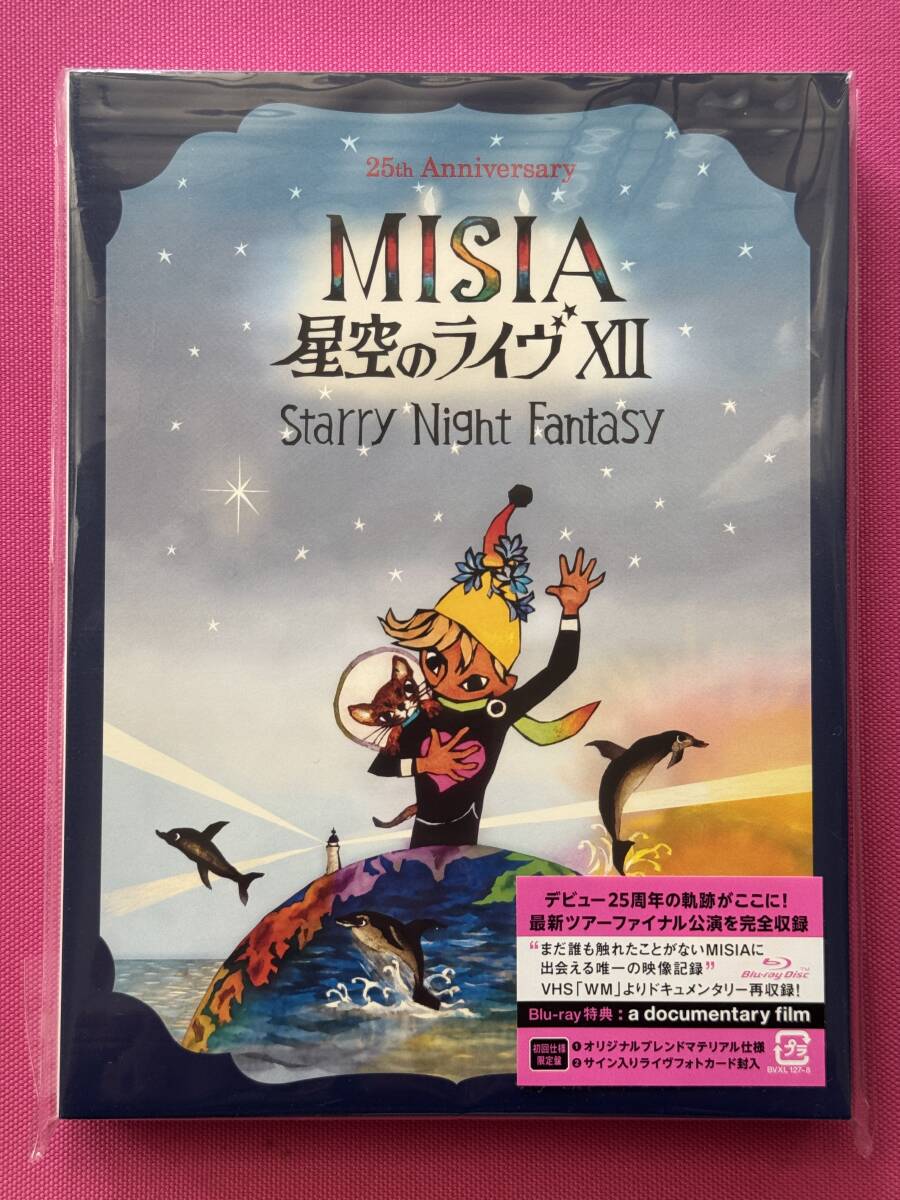 25th Anniversary
MISIA
星空のライヴ XII
Starry Night Fantasy
デビュー25周年の軌跡がここに!
最新ツアーファイナル公演を完全収録
“まだ誰も触れたことがないMISIAに
出会える唯一の映像記録”
VHS「WM」よりドキュメンタリー再収録!
Blu-ray Disc™
Blu-ray特典:a documentary film
初回仕様
限定盤
❶オリジナルブレンドマテリアル仕様
❷サイン入りライヴフォトカード封入
プラ
BVXL 127-8